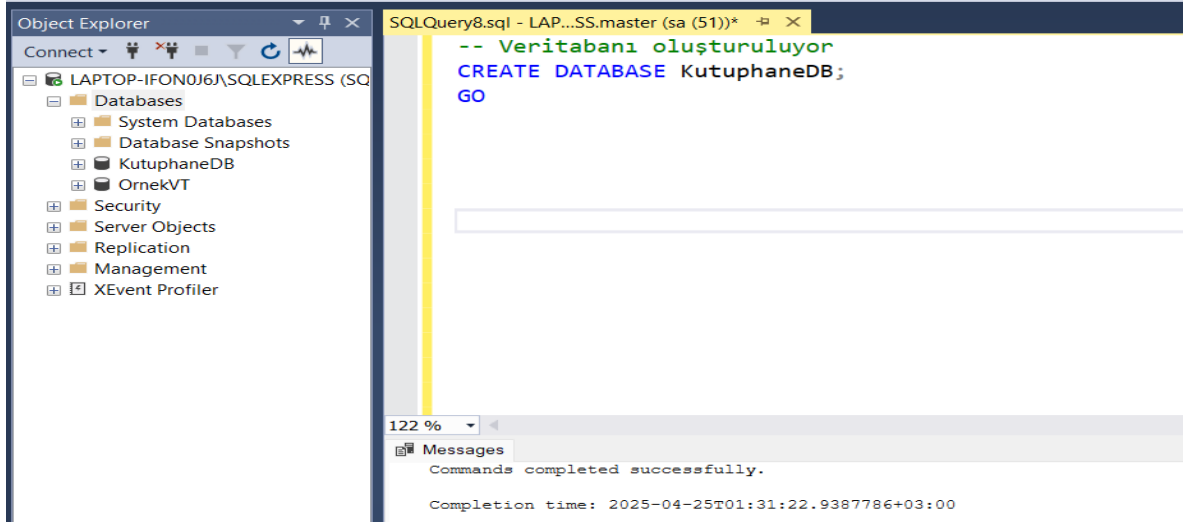 Object Explorer
Connect
LAPTOP-IFON0J6J\SQLEXPRESS (SQ
Databases
System Databases
Database Snapshots
KutuphaneDB
OrnekVT
Security
Server Objects
Replication
Management
XEvent Profiler
SQLQuery8.sql - LAP...SS.master (sa (51))*
-- Veritabanı oluşturuluyor
CREATE DATABASE KutuphaneDB;
GO
122 %
Messages
Commands completed successfully.
Completion time: 2025-04-25T01:31:22.9387786+03:00